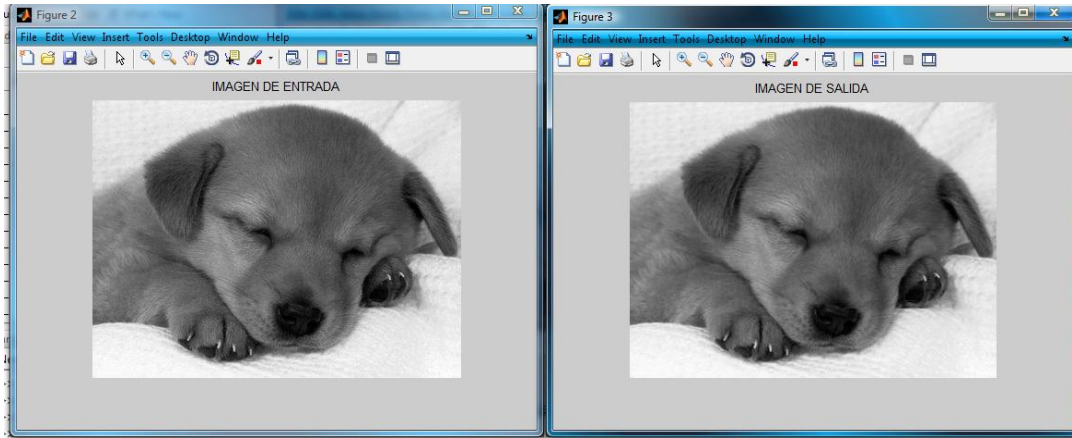 Figure 2
File Edit View Insert Tools Desktop Window Help
IMAGEN DE ENTRADA
Figure 3
File Edit View Insert Tools Desktop Window Help
IMAGEN DE SALIDA